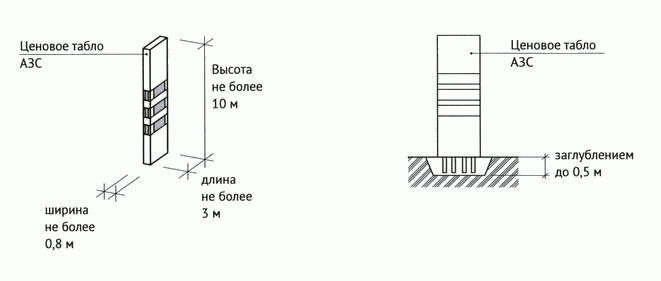 Ценовое табло
АЗС
Высота
не более
10 м
длина
не более
3 м
ширина
не более
0,8 м
Ценовое табло
АЗС
заглублением
до 0,5 м